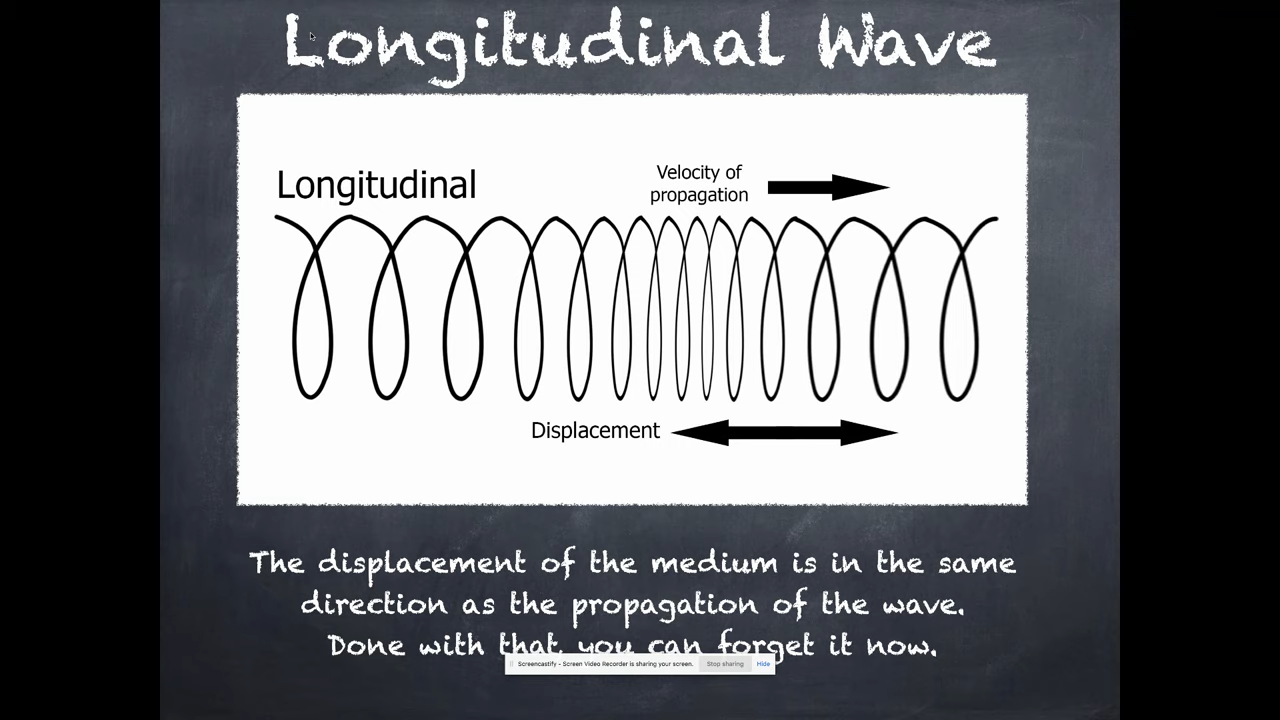 Longitudinal Wave
Longitudinal
Velocity of
propagation
Displacement
The displacement of the medium is in the same
direction as the propagation of the wave.
Done with that, you can forget it now.
Screencastify - Screen Video Recorder is sharing your screen. Stop sharing Hide